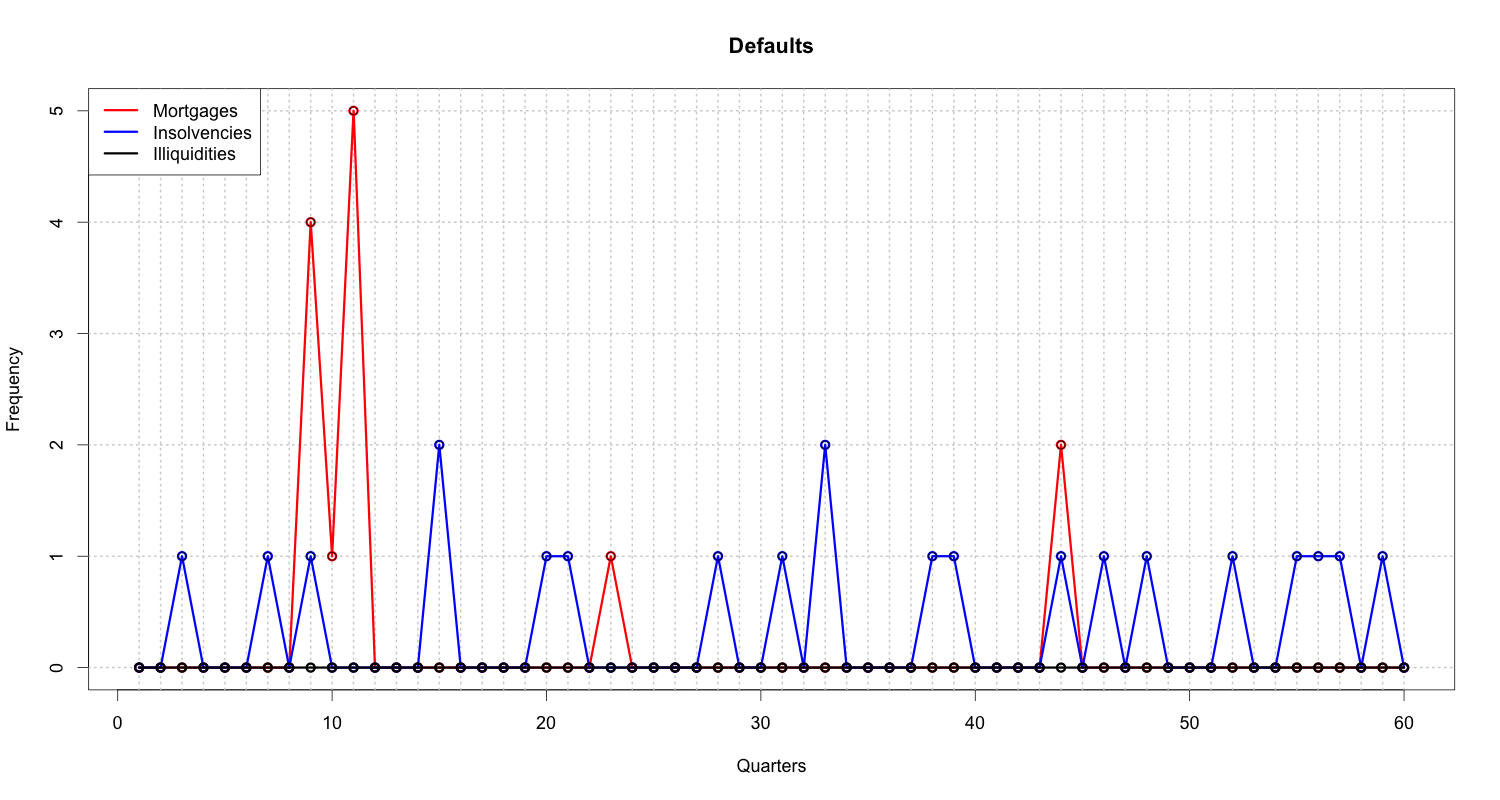 Defaults
Mortgages
Insolvencies
Illiquidities
Frequency
5
4
3
2
1
0
0 10 20 30 40 50 60
Quarters